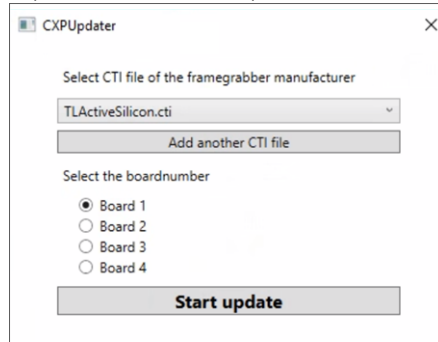 CXPUpdater
Select CTI file of the framegrabber manufacturer
TLActiveSilicon.cti
Add another CTI file
Select the boardnumber
Board 1
Board 2
Board 3
Board 4
Start update